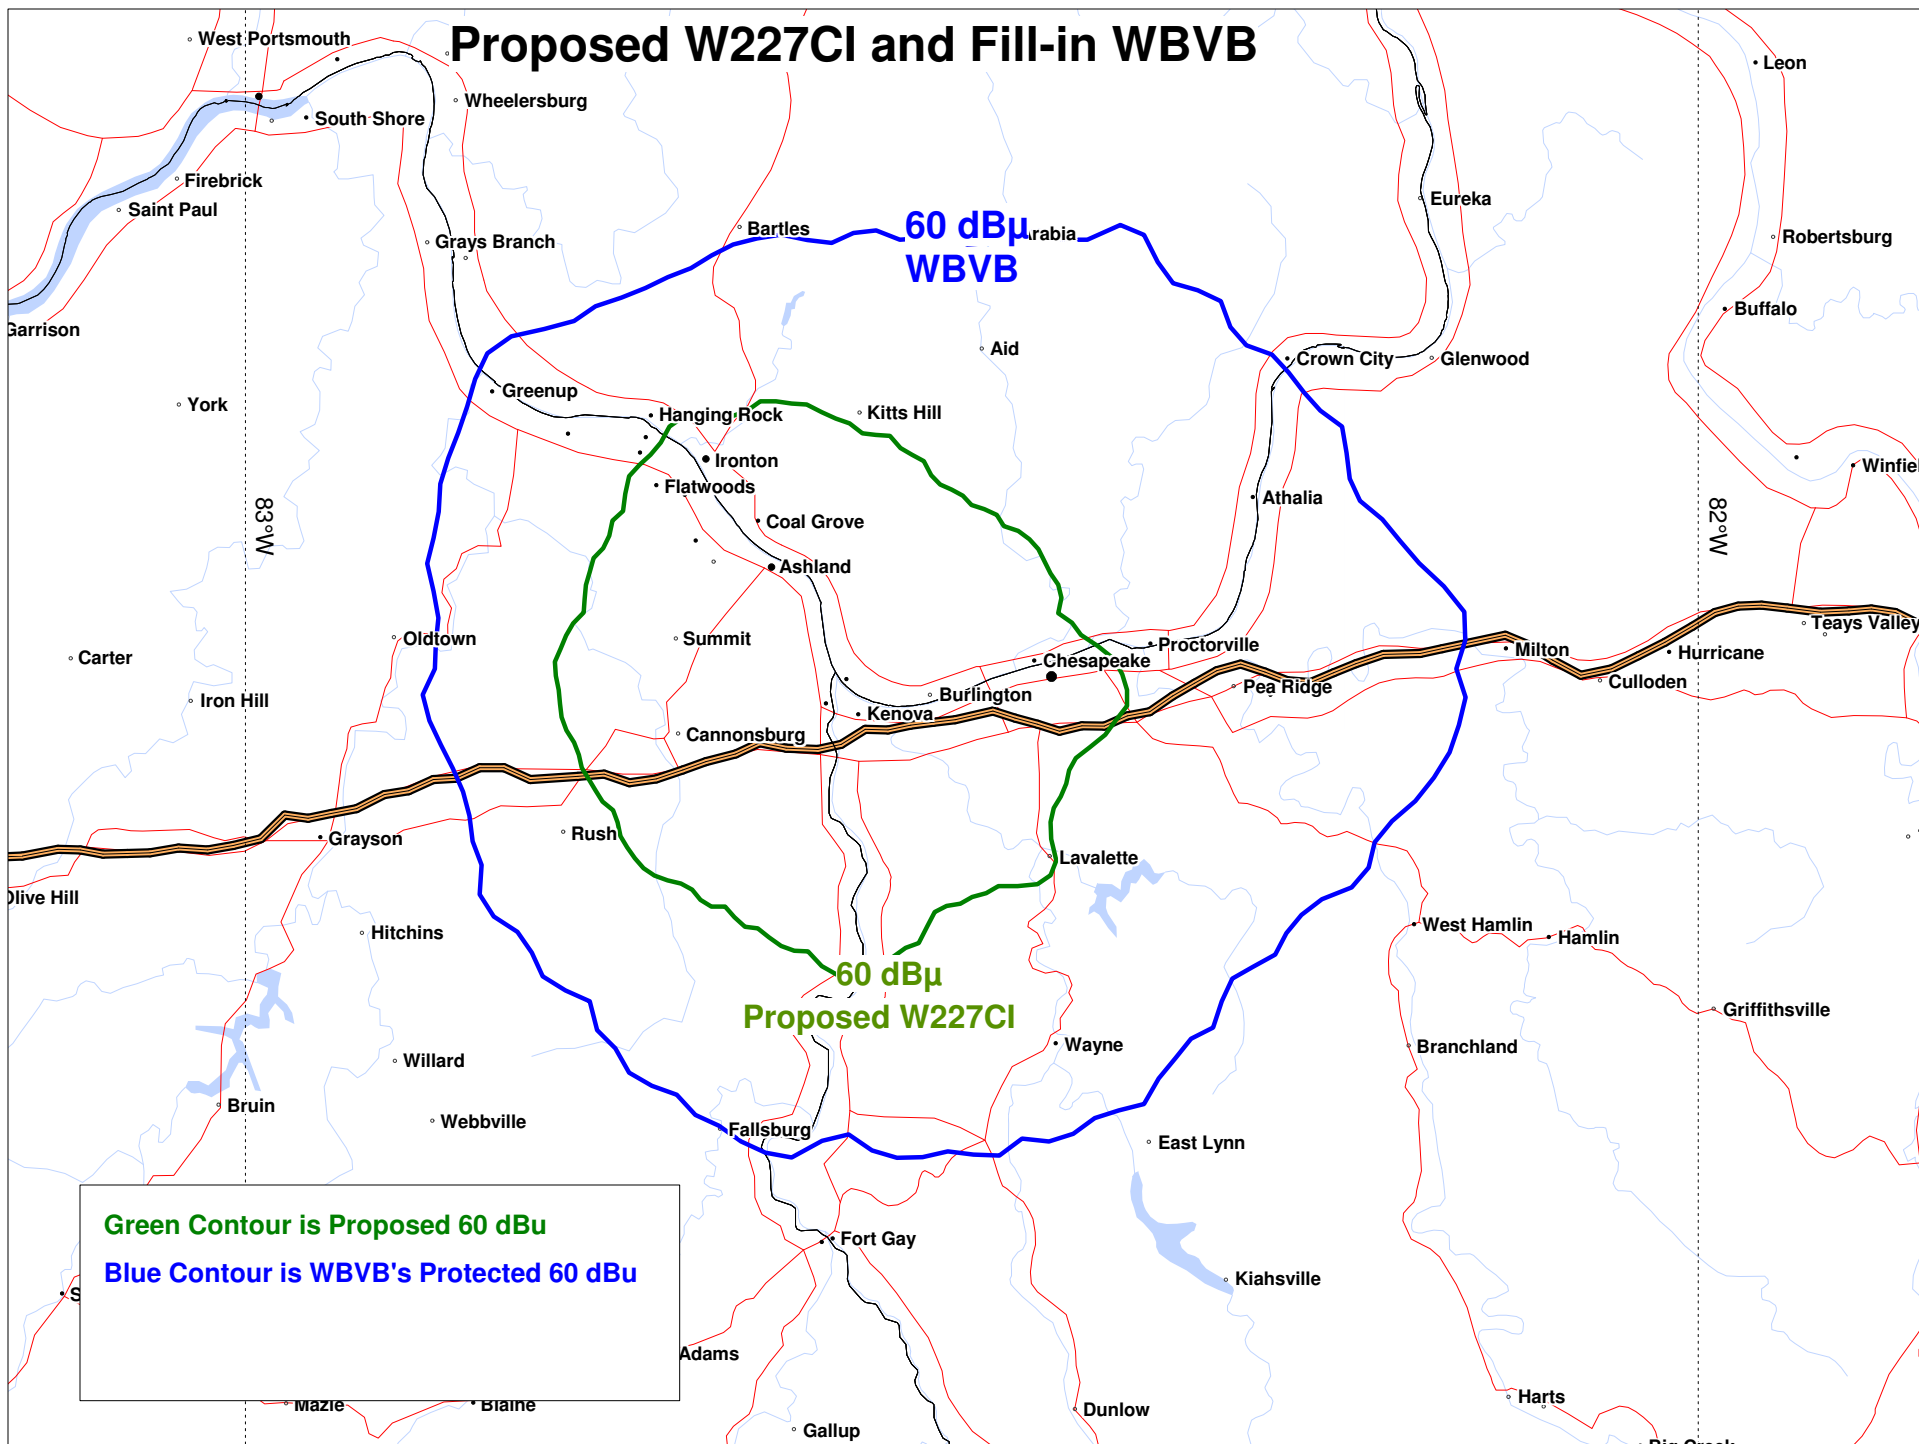 Proposed W227CI and Fill-in WBVB
West Portsmouth
Leon
Wheelersburg
South Shore
Firebrick
Saint Paul
Eureka
Bartles
60 dBµ
WBVB
Grays Branch
Robertsburg
Buffalo
Garrison
Aid
Crown City
Glenwood
Greenup
York
Hanging Rock
Kitts Hill
Ironton
Flatwoods
Athalia
83°W
82°W
Coal Grove
Ashland
Teays Valley
Oldtown
Summit
Proctorville
Milton
Hurricane
Carter
Chesapeake
Culloden
Pea Ridge
Iron Hill
Burlington
Kenova
Cannonsburg
Rush
Grayson
Lavalette
Olive Hill
West Hamlin
Hitchins
Hamlin
60 dBµ
Proposed W227CI
Griffithsville
Wayne
Branchland
Willard
Bruin
Webbville
Fallsburg
East Lynn
Green Contour is Proposed 60 dBu
Blue Contour is WBVB's Protected 60 dBu
Fort Gay
Kiahsville
Adams
Mazie
Blaine
Harts
Dunlow
Gallup